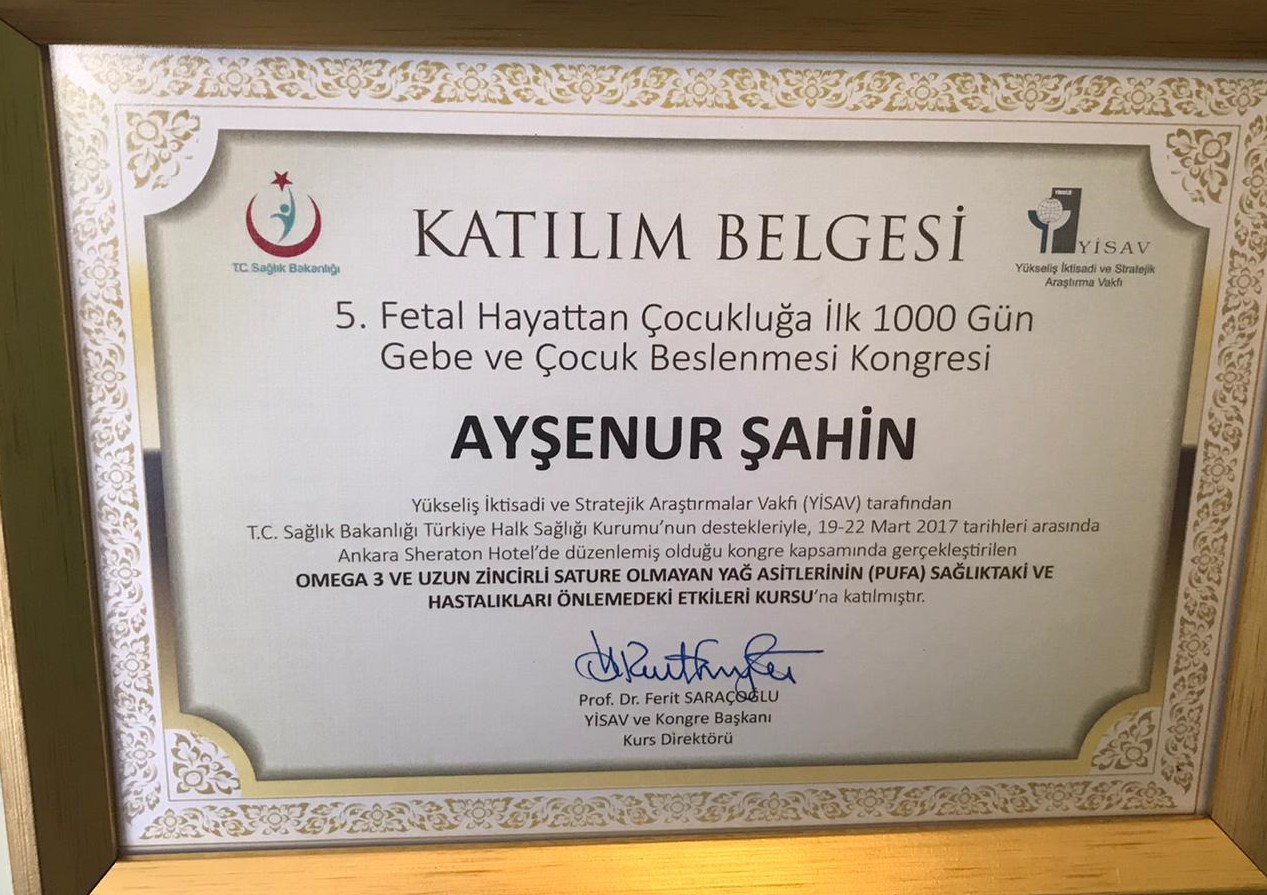 T.C. Sağlık Bakanlığı
KATILIM BELGESİ
YİSAV
Yükseliş İktisadi ve Stratejik
Araştırma Vakfı
5. Fetal Hayattan Çocukluğa İlk 1000 Gün
Gebe ve Çocuk Beslenmesi Kongresi
AYŞENUR ŞAHİN
Yükseliş İktisadi ve Stratejik Araştırmalar Vakfı (YİSAV) tarafından
T.C. Sağlık Bakanlığı Türkiye Halk Sağlığı Kurumu’nun destekleriyle, 19-22 Mart 2017 tarihleri arasında
Ankara Sheraton Hotel’de düzenlemiş olduğu kongre kapsamında gerçekleştirilen
OMEGA 3 VE UZUN ZİNCİRLİ SATURE OLMAYAN YAĞ ASİTLERİNİN (PUFA) SAĞLIKTAKİ VE
HASTALIKLARI ÖNLEMEDEKİ ETKİLERİ KURSU’na katılmıştır.
Prof. Dr. Ferit SARAÇOĞLU
YİSAV ve Kongre Başkanı
Kurs Direktörü